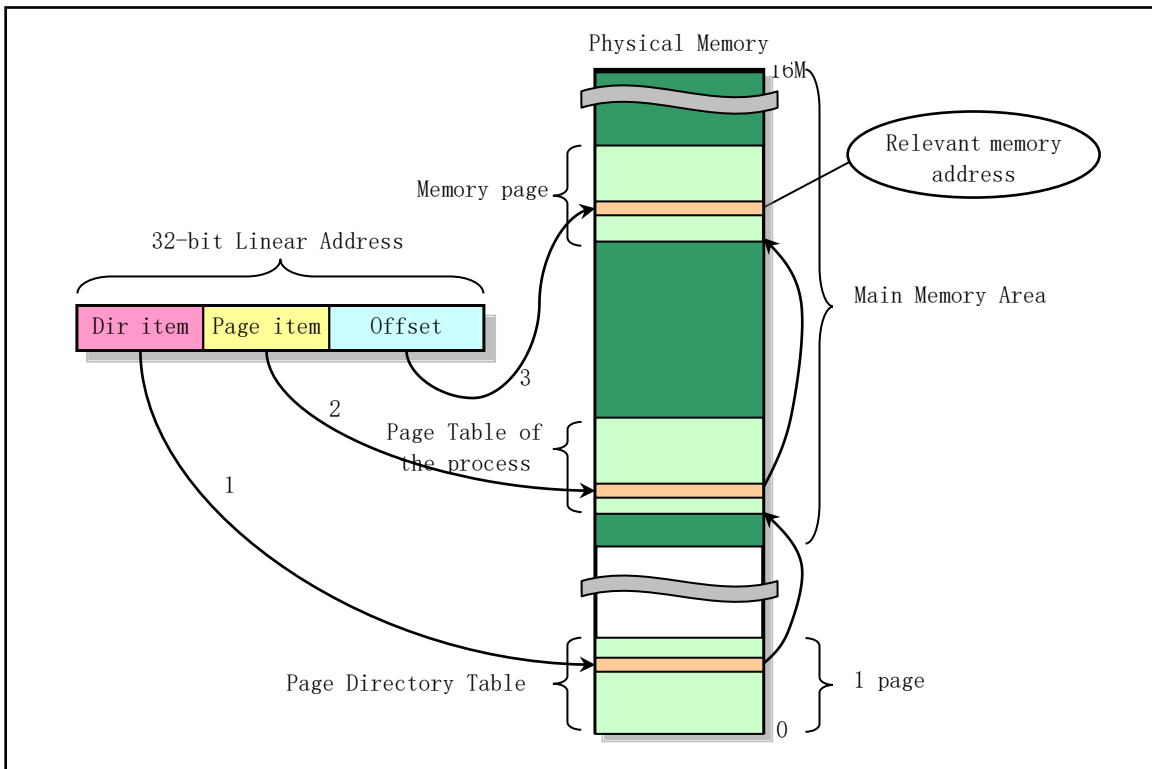 Physical Memory
16M
Relevant memory
address
Memory page
32-bit Linear Address
Main Memory Area
Dir item Page item Offset
3
2
Page Table of
the process
1
Page Directory Table
1 page
0